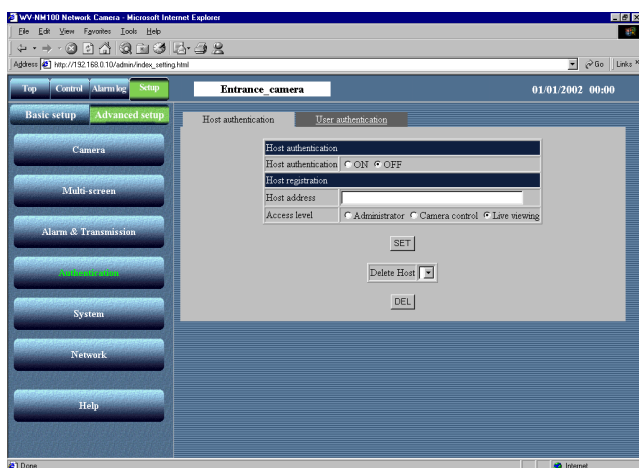 WV-NM100 Network Camera - Microsoft Internet Explorer
File Edit View Favorites Tools Help
Address http://192.168.0.10/admin/index_setting.html Go Links »
Top Control Alarm log Setup Entrance_camera 01/01/2002 00:00
Basic setup Advanced setup
Host authentication User authentication
Camera
Host authentication
Host authentication ON OFF
Host registration
Multi-screen
Host address
Access level Administrator Camera control Live viewing
Alarm & Transmission
SET
Authentication
Delete Host
DEL
System
Network
Help
Done Internet